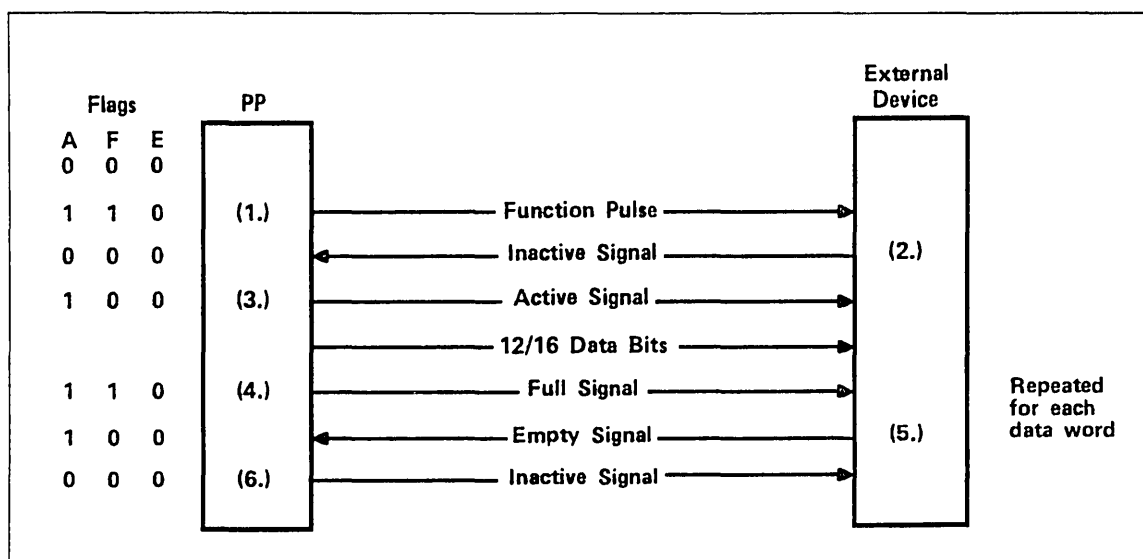 External
Device
Flags PP
A F E
0 0 0
1 1 0 (1.) Function Pulse
0 0 0 Inactive Signal (2.)
1 0 0 (3.) Active Signal
12/16 Data Bits
1 1 0 (4.) Full Signal
1 0 0 Empty Signal (5.)
0 0 0 (6.) Inactive Signal
Repeated
for each
data word